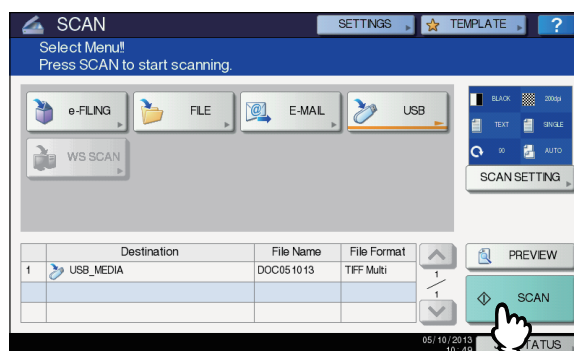 SCAN
SETTINGS
TEMPLATE
?
Select Menu!!
Press SCAN to start scanning.
e-FILING
FILE
E-MAIL
USB
WS SCAN
BLACK
200dpi
TEXT
SINGLE
90
AUTO
SCAN SETTING
Destination File Name File Format
1 USB_MEDIA DOC051013 TIFF Multi
1
1
PREVIEW
SCAN
05/10/2013
10:49